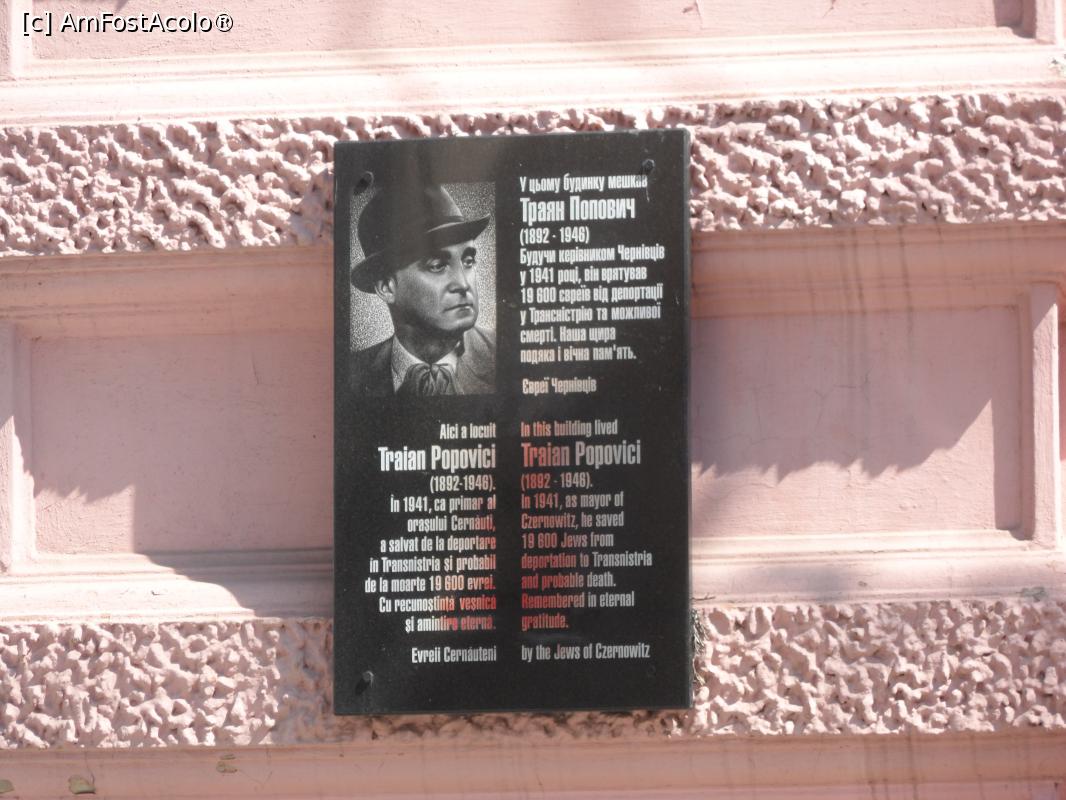 [c] AmFostAcolo®
У цьому будинку мешкав
Траян Попович
(1892 - 1946)
Будучи керівником Чернівців
у 1941 році, він врятував
19 600 євреїв від депортації
у Трансністрію та можливої
смерті. Наша щира
подяка і вічна пам'ять.
Євреї Чернівців
Aici a locuit
Traian Popovici
(1892-1946).
În 1941, ca primar al
orașului Cernăuți,
a salvat de la deportare
in Transnistria și probabil
de la moarte 19 600 evrei.
Cu recunoștință veșnică
și amintire eternă.
Evreii Cernăuteni
In this building lived
Traian Popovici
(1892 - 1946).
In 1941, as mayor of
Czernowitz, he saved
19 600 Jews from
deportation to Transnistria
and probable death.
Remembered in eternal
gratitude.
by the Jews of Czernowitz